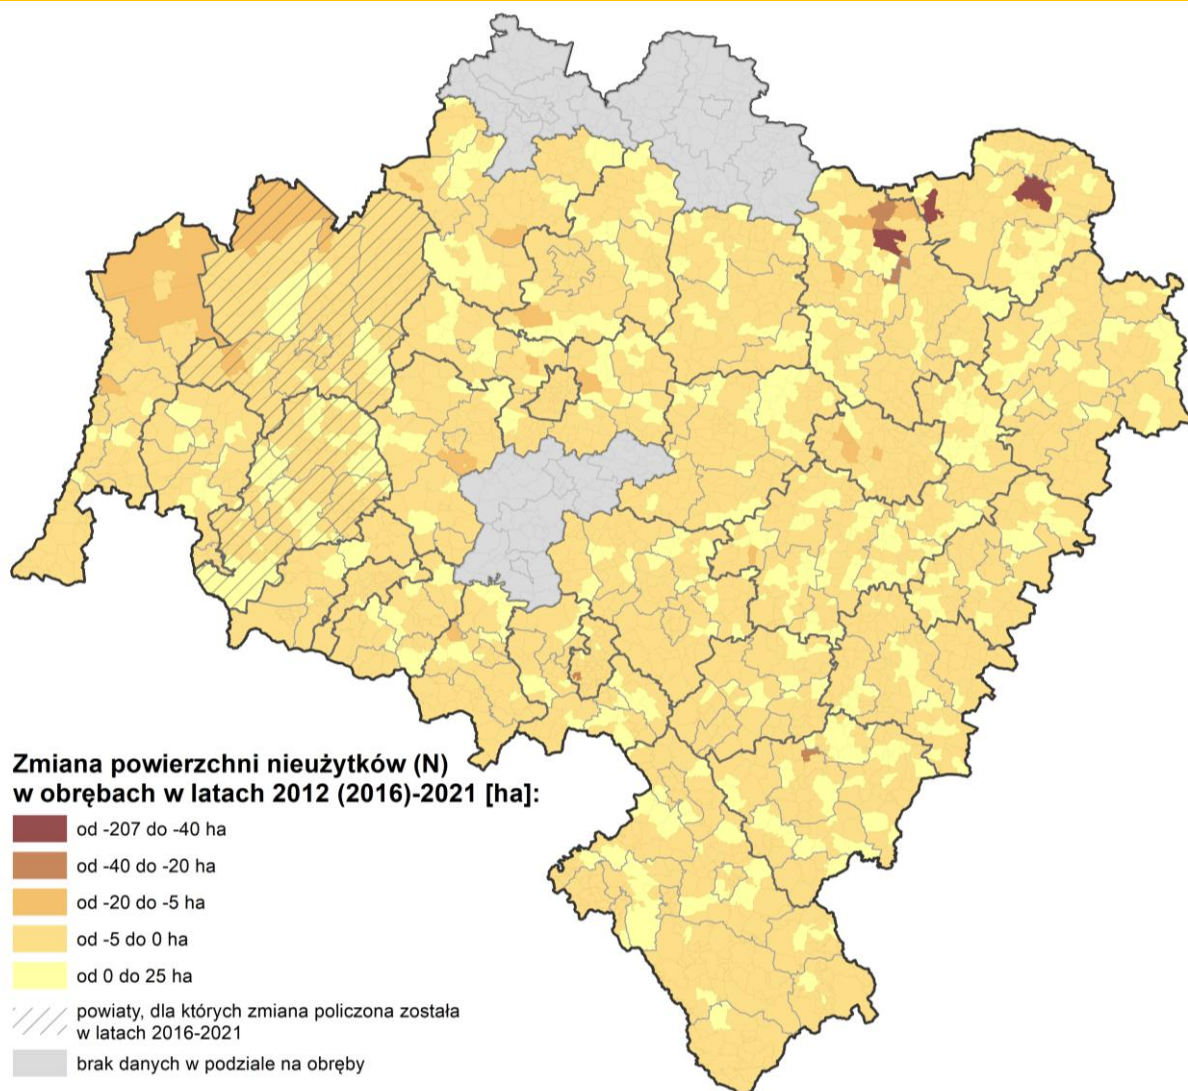 Zmiana powierzchni nieużytków (N)
w obrębach w latach 2012 (2016)-2021 [ha]:
od -207 do -40 ha
od -40 do -20 ha
od -20 do -5 ha
od -5 do 0 ha
od 0 do 25 ha
powiaty, dla których zmiana policzona została
w latach 2016-2021
brak danych w podziale na obręby